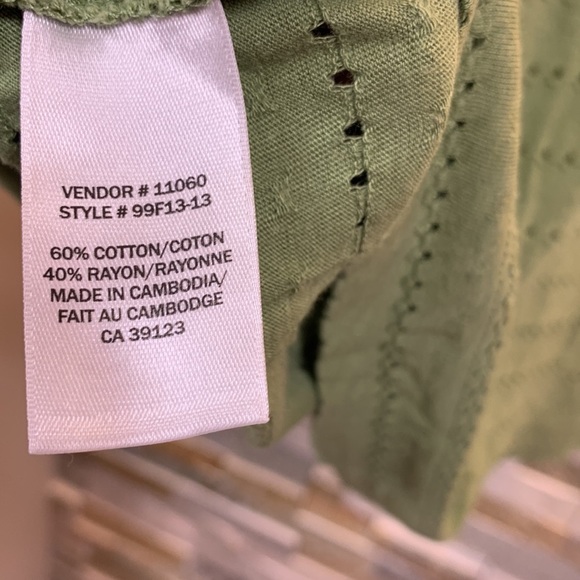 VENDOR # 11060
STYLE # 99F13-13
60% COTTON/COTON
40% RAYON/RAYONNE
MADE IN CAMBODIA/
FAIT AU CAMBODGE
CA 39123